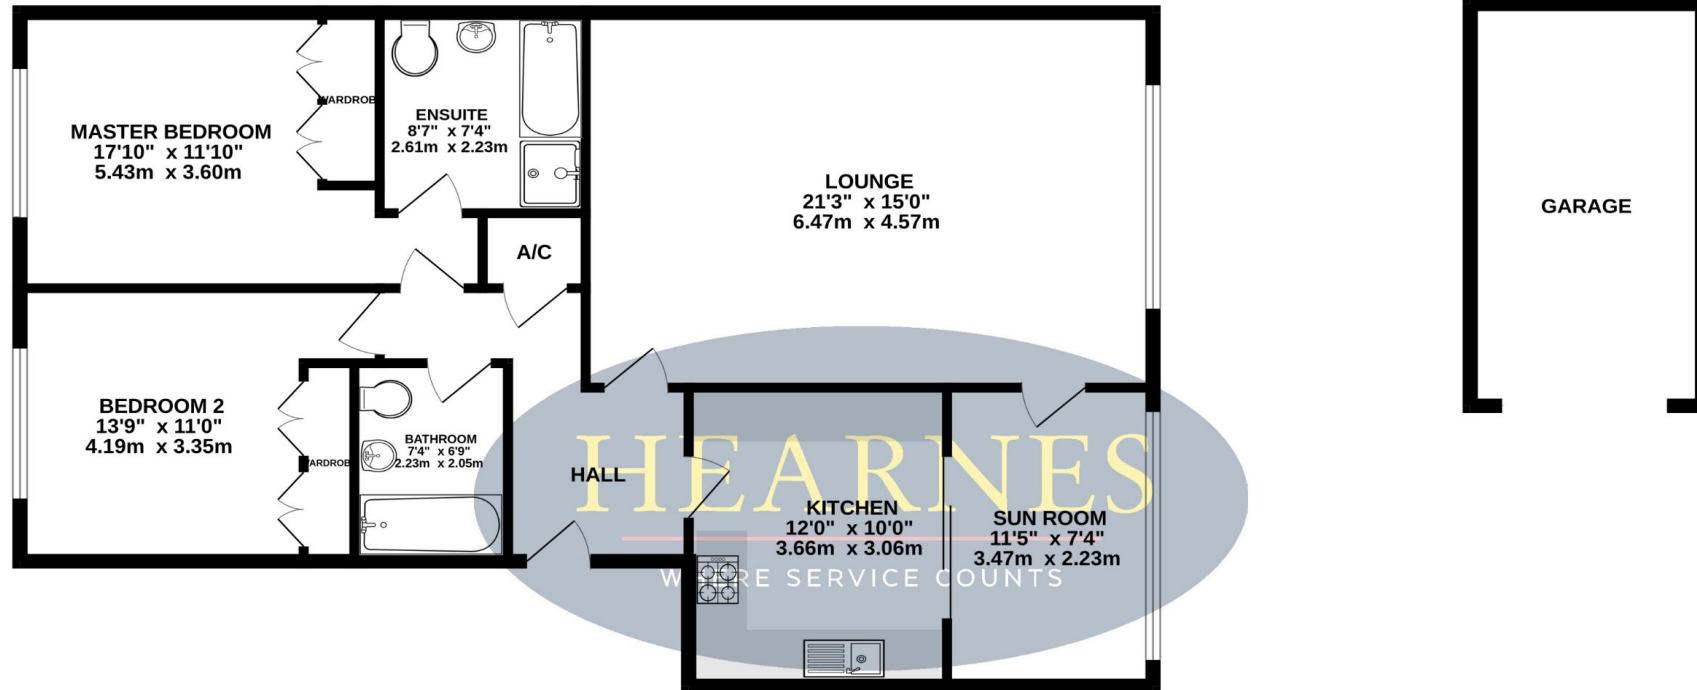 MASTER BEDROOM
17'10" x 11'10"
5.43m x 3.60m
WARDROB
ENSUITE
8'7" x 7'4"
2.61m x 2.23m
A/C
LOUNGE
21'3" x 15'0"
6.47m x 4.57m
GARAGE
BEDROOM 2
13'9" x 11'0"
4.19m x 3.35m
ARDROB
BATHROOM
7'4" x 6'9"
2.23m x 2.05m
HALL
HEARNES
KITCHEN
12'0" x 10'0"
3.66m x 3.06m
SUN ROOM
11'5" x 7'4"
3.47m x 2.23m
WHERE SERVICE COUNTS